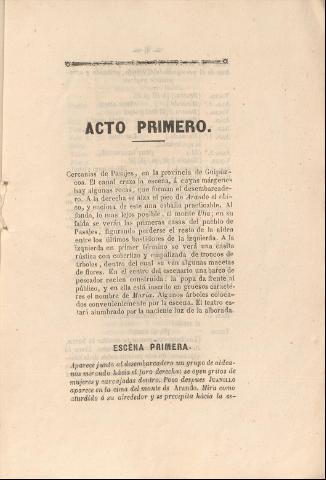 ACTO PRIMERO.
Cercanías de Pasajes, en la provincia de Guipúz-
coa. El canal cruza la escena, á cuyas márgenes
hay algunas rocas, que forman el desembarcade-
ro. A la derecha se alza el pico de Arando el chi-
co, y encima de este una cabaña practicable. Al
fondo, lo mas lejos posible, el monte Ulía; en su
falda se verán las primeras casas del pueblo de
Pasajes, figurando perderse el resto de la aldea
entre los últimos bastidores de la izquierda. A la
izquierda en primer término se verá una casita
rústica con cobertizo y empalizada de troncos de
árboles, dentro del cual se ven algunas macetas
de flores. En el centro del escenario una barca de
pescador recien construida: la popa da frente al
público, y en ella está inscrito en gruesos caracté-
res el nombre de María. Algunos árboles coloca-
dos convenientemente por la escena. El teatro es-
tará alumbrado por la naciente luz de la alborada.
ESCENA PRIMERA.
Aparece junto al desembarcadero un grupo de aldea-
nos mirando hácia el foro derecha; se oyen gritos de
mujeres y carcajadas dentro. Poco despues JUANILLO
aparece en la cima del monte de Arando. Mira como
aturdido á su alrededor y se precipita hácia la es-